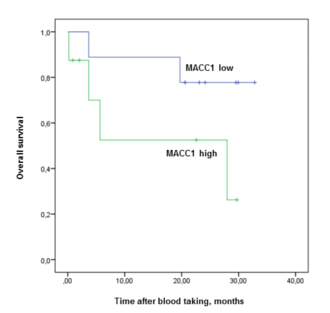 1,0
0,8
0,6
0,4
0,2
0,0
Overall survival
MACC1 low
MACC1 high
,00 10,00 20,00 30,00 40,00
Time after blood taking, months